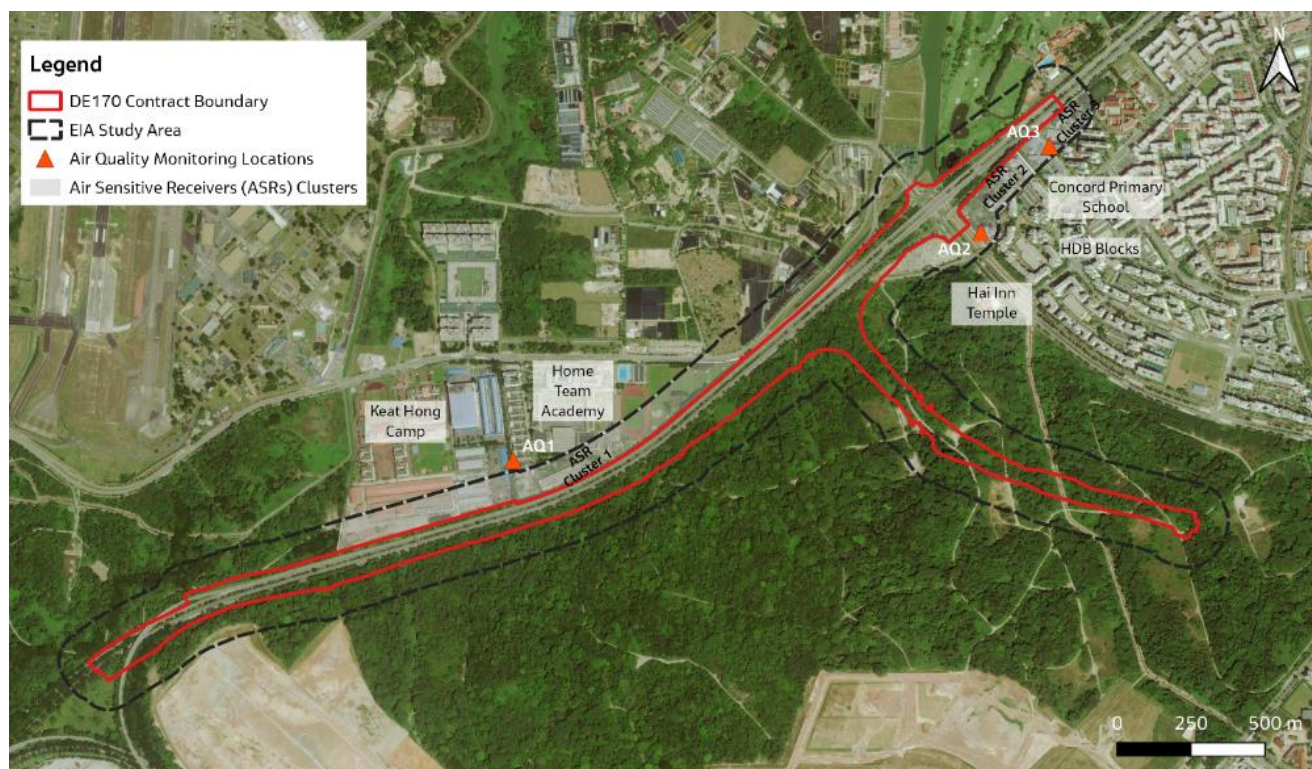 Legend
DE170 Contract Boundary
EIA Study Area
Air Quality Monitoring Locations
Air Sensitive Receivers (ASRs) Clusters
N
AQ3
ASR
Cluster 3
ASR
Cluster 2
Concord Primary
School
AQ2
HDB Blocks
Hai Inn
Temple
Home
Team
Academy
Keat Hong
Camp
AQ1
ASR
Cluster 1
0 250 500 m